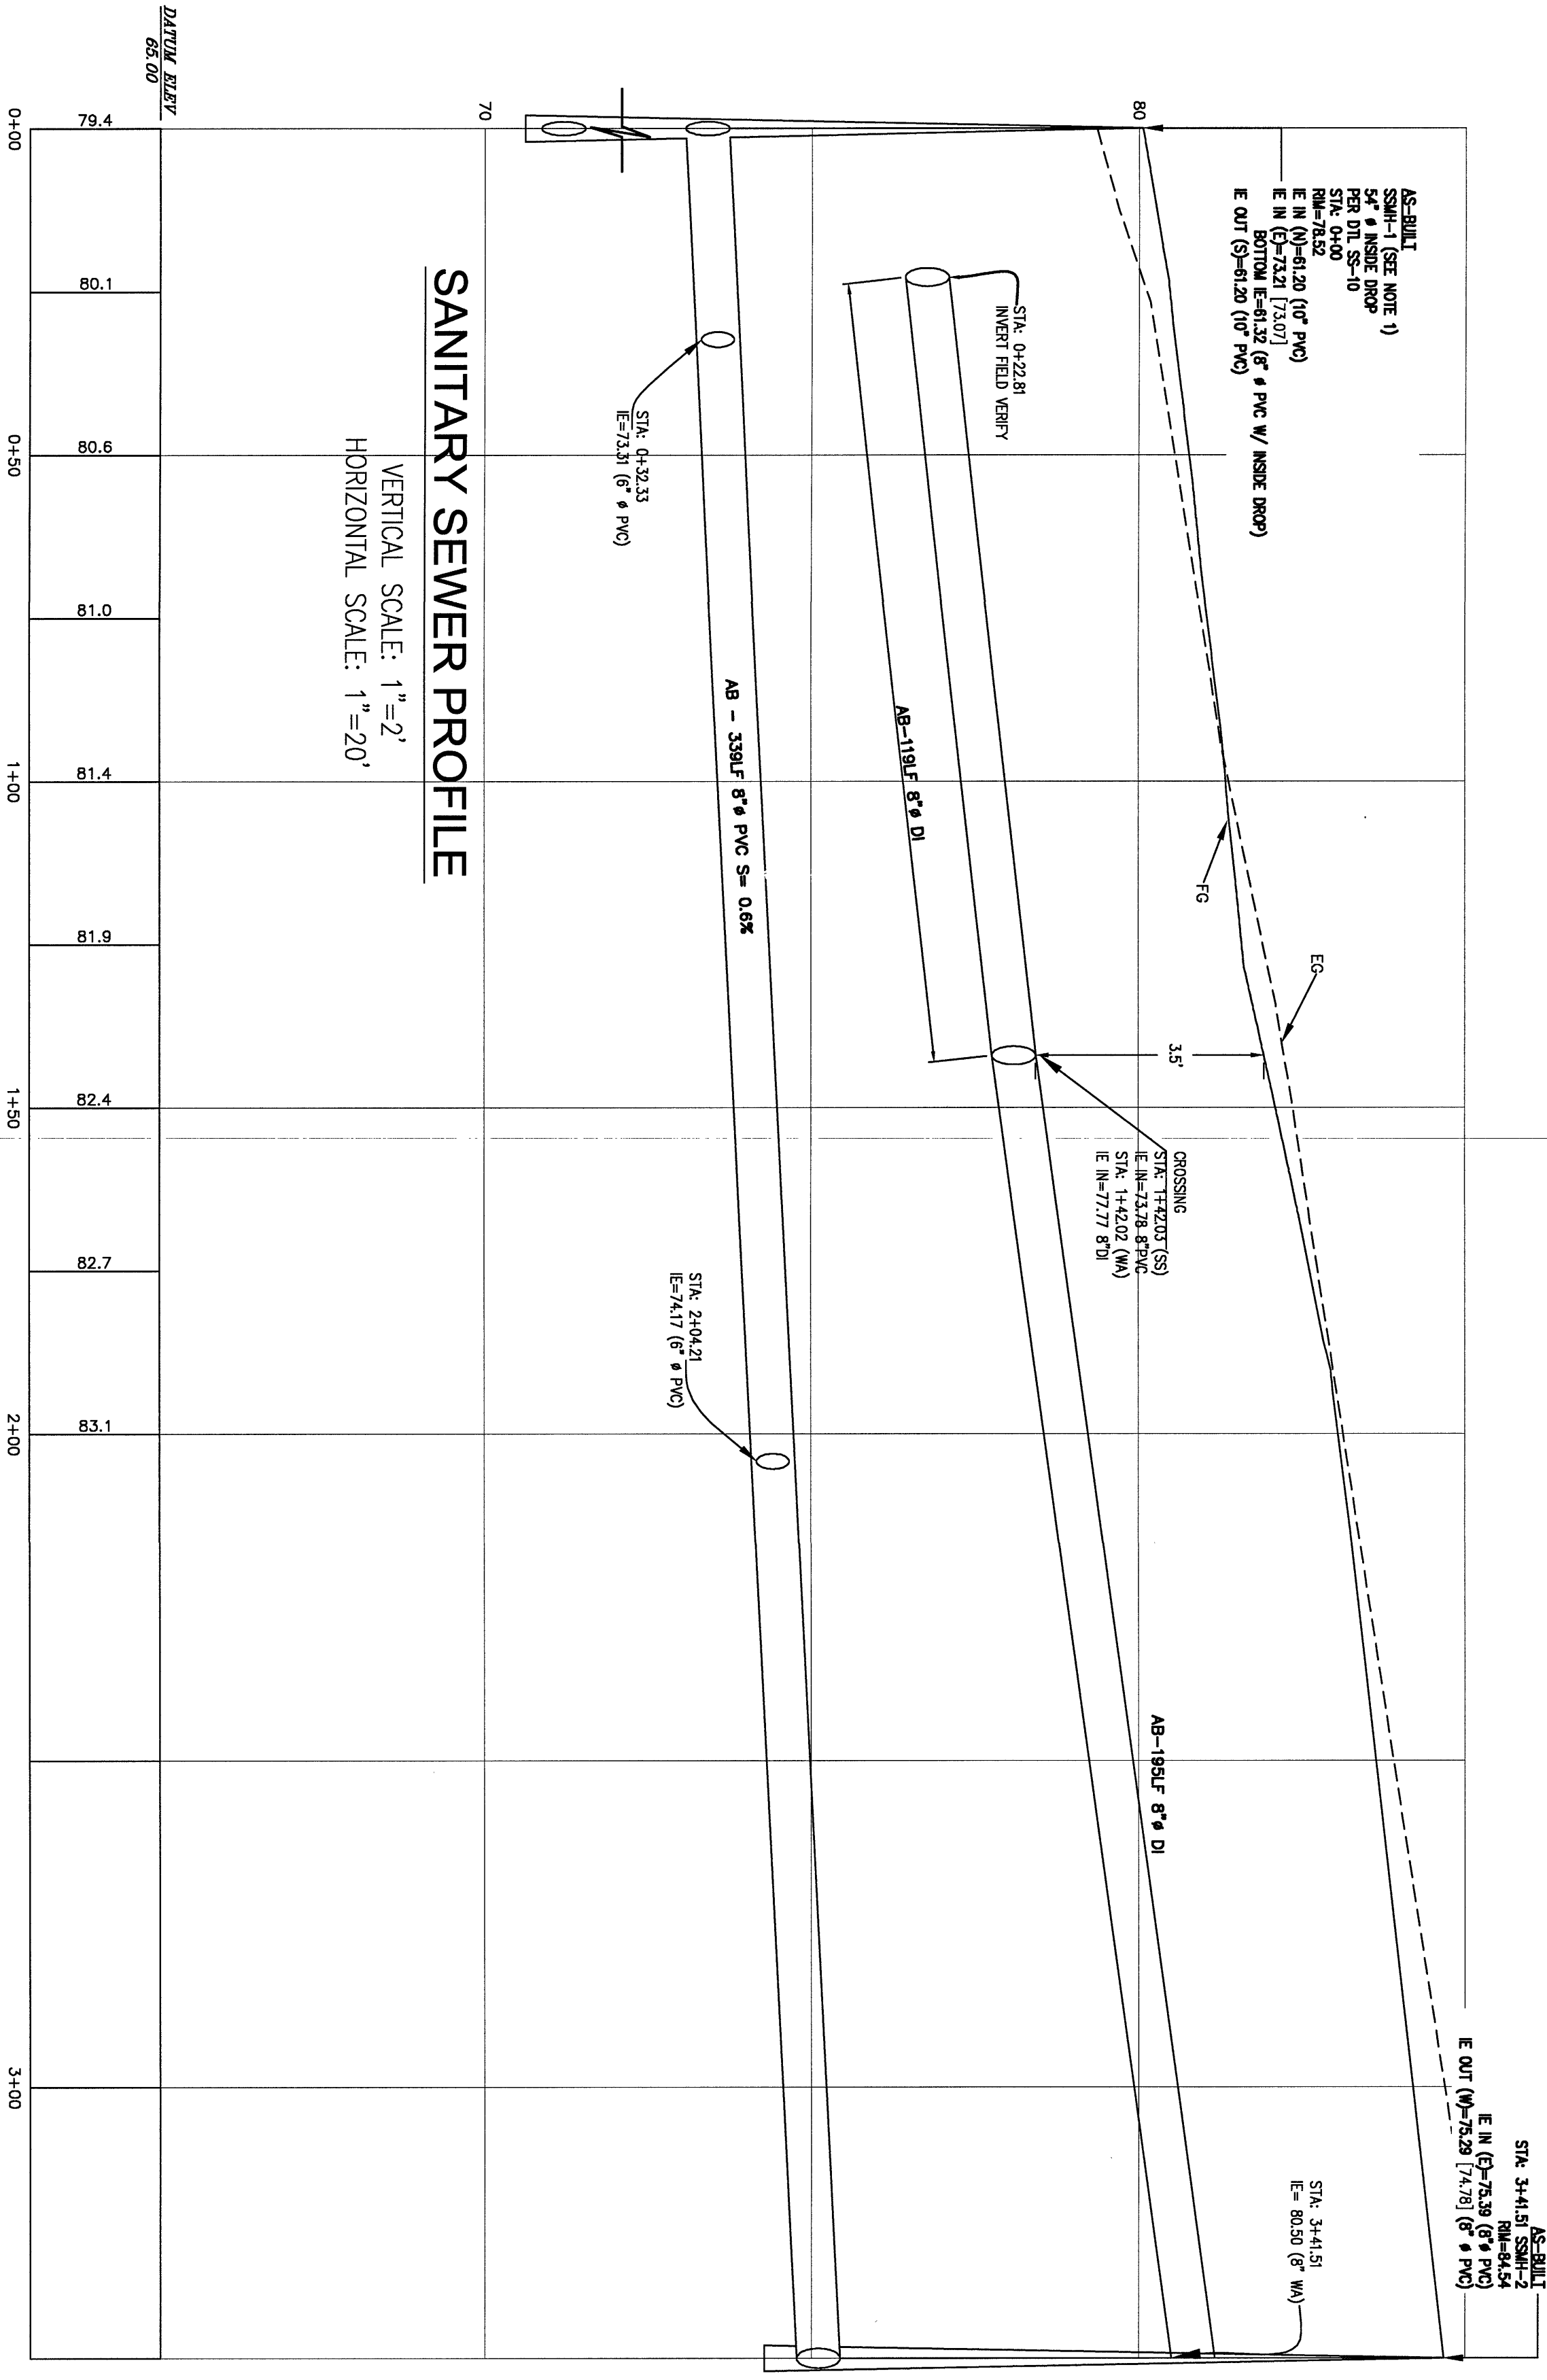 AS-BUILT
SSMH-1 (SEE NOTE 1)
54" ø INSIDE DROP
PER DTL SS-10
STA: 0+00
RIM=78.52
IE IN (N)=61.20 (10" PVC)
IE IN (E)=73.21 [73.07]
BOTTOM IE=61.32 (8" ø PVC W/ INSIDE DROP)
IE OUT (S)=61.20 (10" PVC)
AS-BUILT
STA: 3+41.51 SSMH-2
RIM=84.54
IE IN (E)=75.39 (8"ø PVC)
IE OUT (W)=75.29 [74.78] (8" ø PVC)
EG
FG
3.5'
80
STA: 3+41.51
IE= 80.50 (8" WA)
CROSSING
STA: 1+42.03 (SS)
IE IN=73.78 8"PVC
STA: 1+42.02 (WA)
IE IN=77.77 8"DI
AB-195LF 8"ø DI
STA: 0+22.81
INVERT FIELD VERIFY
AB-119LF 8"ø DI
AB - 339LF 8"ø PVC S= 0.6%
STA: 0+32.33
IE=73.31 (6" ø PVC)
STA: 2+04.21
IE=74.17 (6" ø PVC)
70
SANITARY SEWER PROFILE
VERTICAL SCALE: 1"=2'
HORIZONTAL SCALE: 1"=20'
DATUM ELEV
65.00
79.4
80.1
80.6
81.0
81.4
81.9
82.4
82.7
83.1
0+00
0+50
1+00
1+50
2+00
3+00